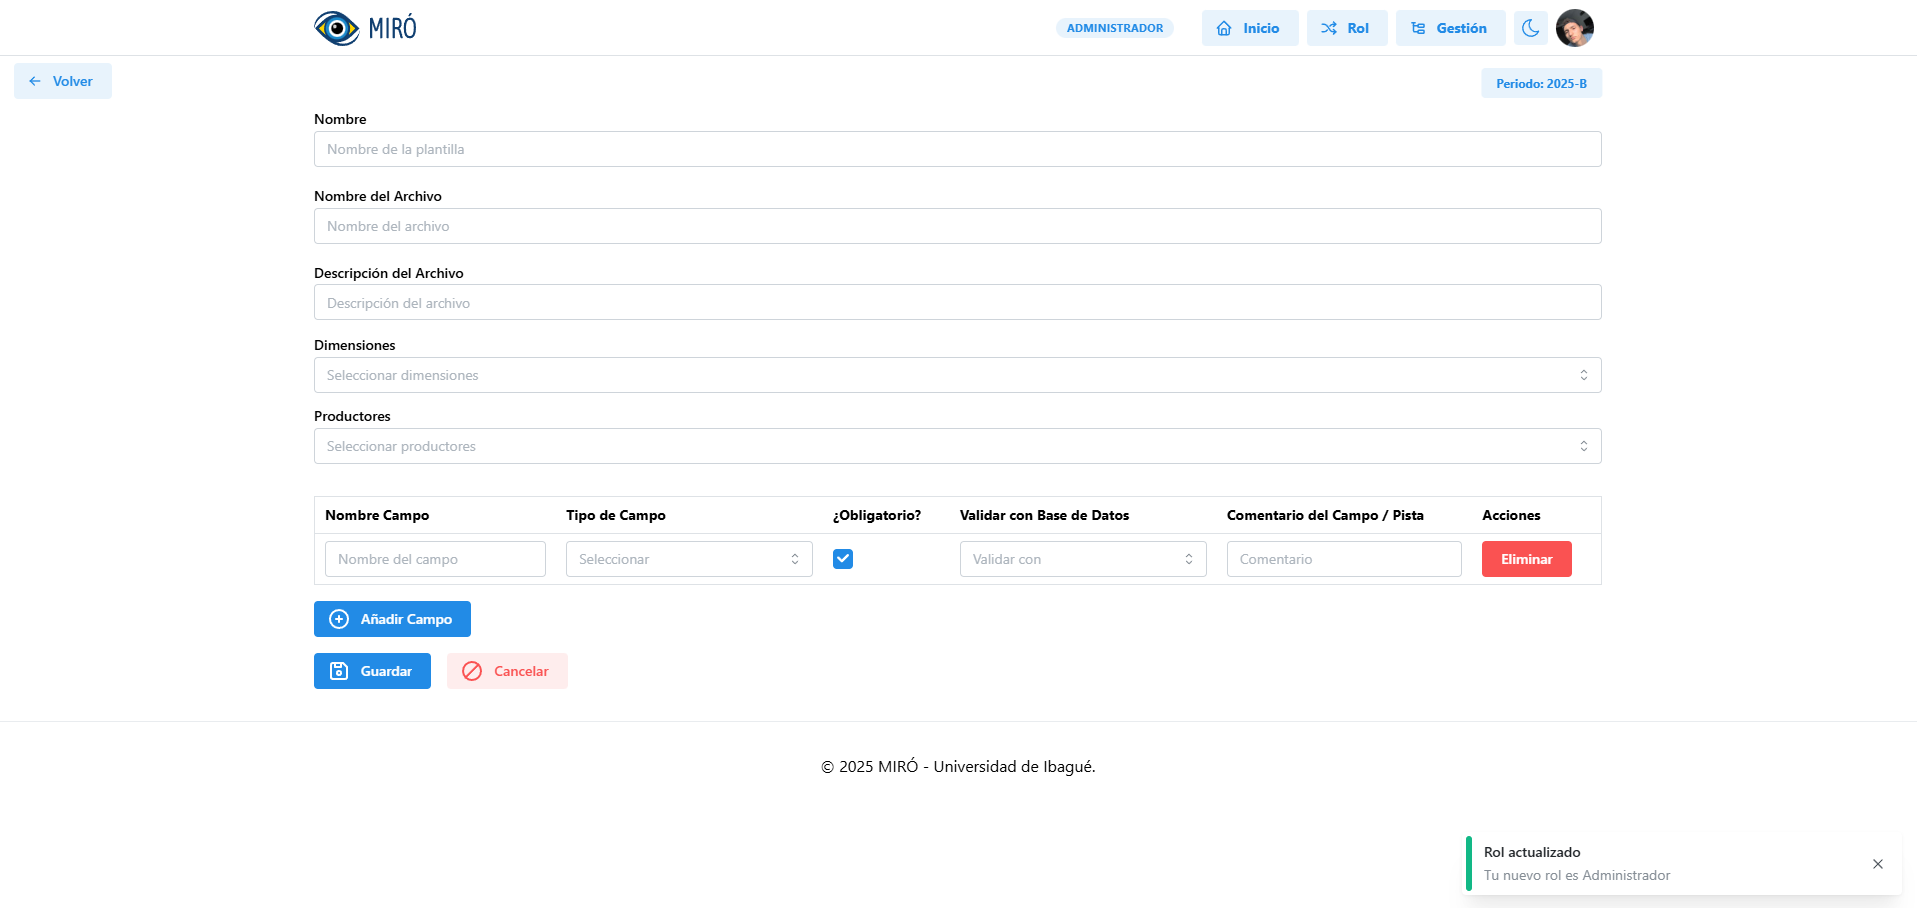 MIRÓ
ADMINISTRADOR
Inicio
Rol
Gestión
Volver
Periodo: 2025-B
Nombre
Nombre de la plantilla
Nombre del Archivo
Nombre del archivo
Descripción del Archivo
Descripción del archivo
Dimensiones
Seleccionar dimensiones
Productores
Seleccionar productores
Nombre Campo Tipo de Campo ¿Obligatorio? Validar con Base de Datos Comentario del Campo / Pista Acciones
Nombre del campo Seleccionar Validar con Comentario Eliminar
Añadir Campo
Guardar Cancelar
© 2025 MIRÓ - Universidad de Ibagué.
Rol actualizado
Tu nuevo rol es Administrador